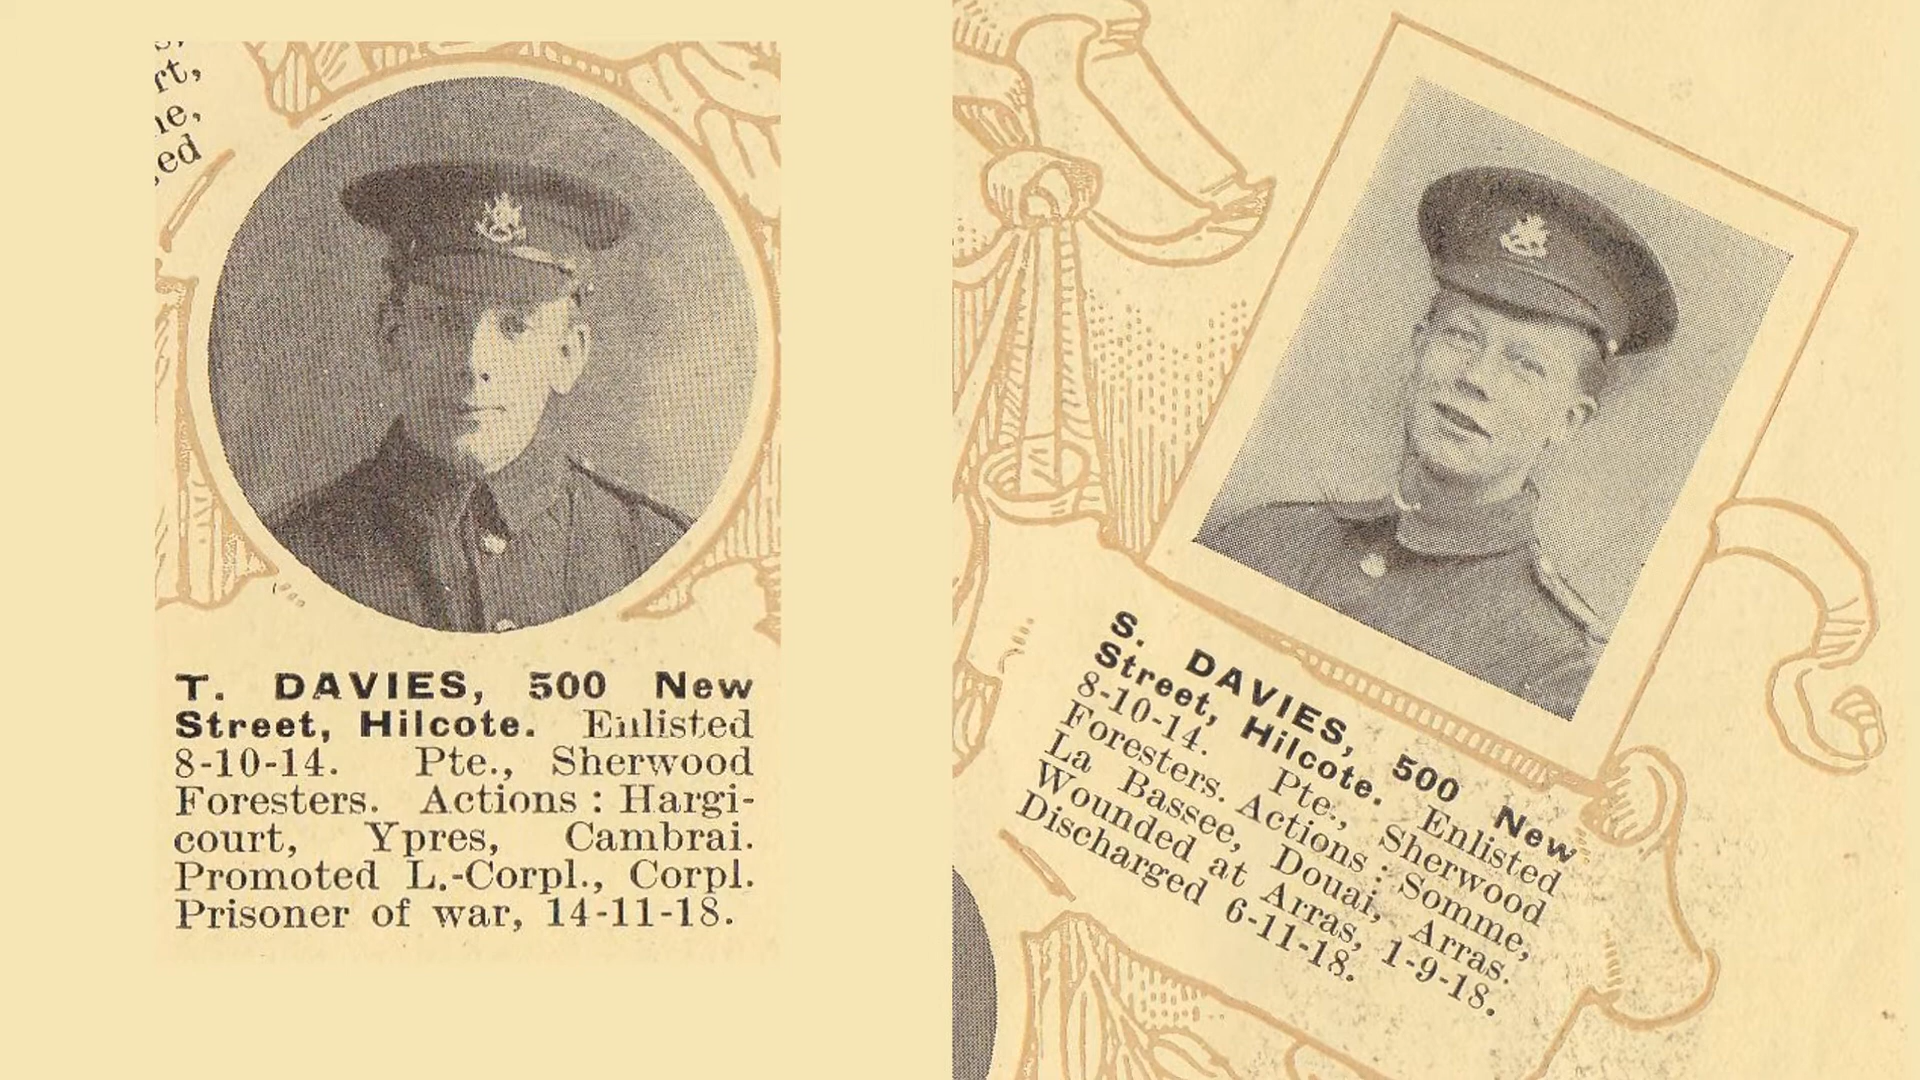 rt,
ed
T. DAVIES, 500 New
Street, Hilcote. Enlisted
8-10-14. Pte., Sherwood
Foresters. Actions : Hargi-
court, Ypres, Cambrai.
Promoted L.-Corpl., Corpl.
Prisoner of war, 14-11-18.
S. DAVIES, 500 New
Street, Hilcote. Enlisted
8-10-14. Pte., Sherwood
Foresters. Actions : Somme,
La Bassee, Douai, Arras.
Wounded at Arras, 1-9-18.
Discharged 6-11-18.